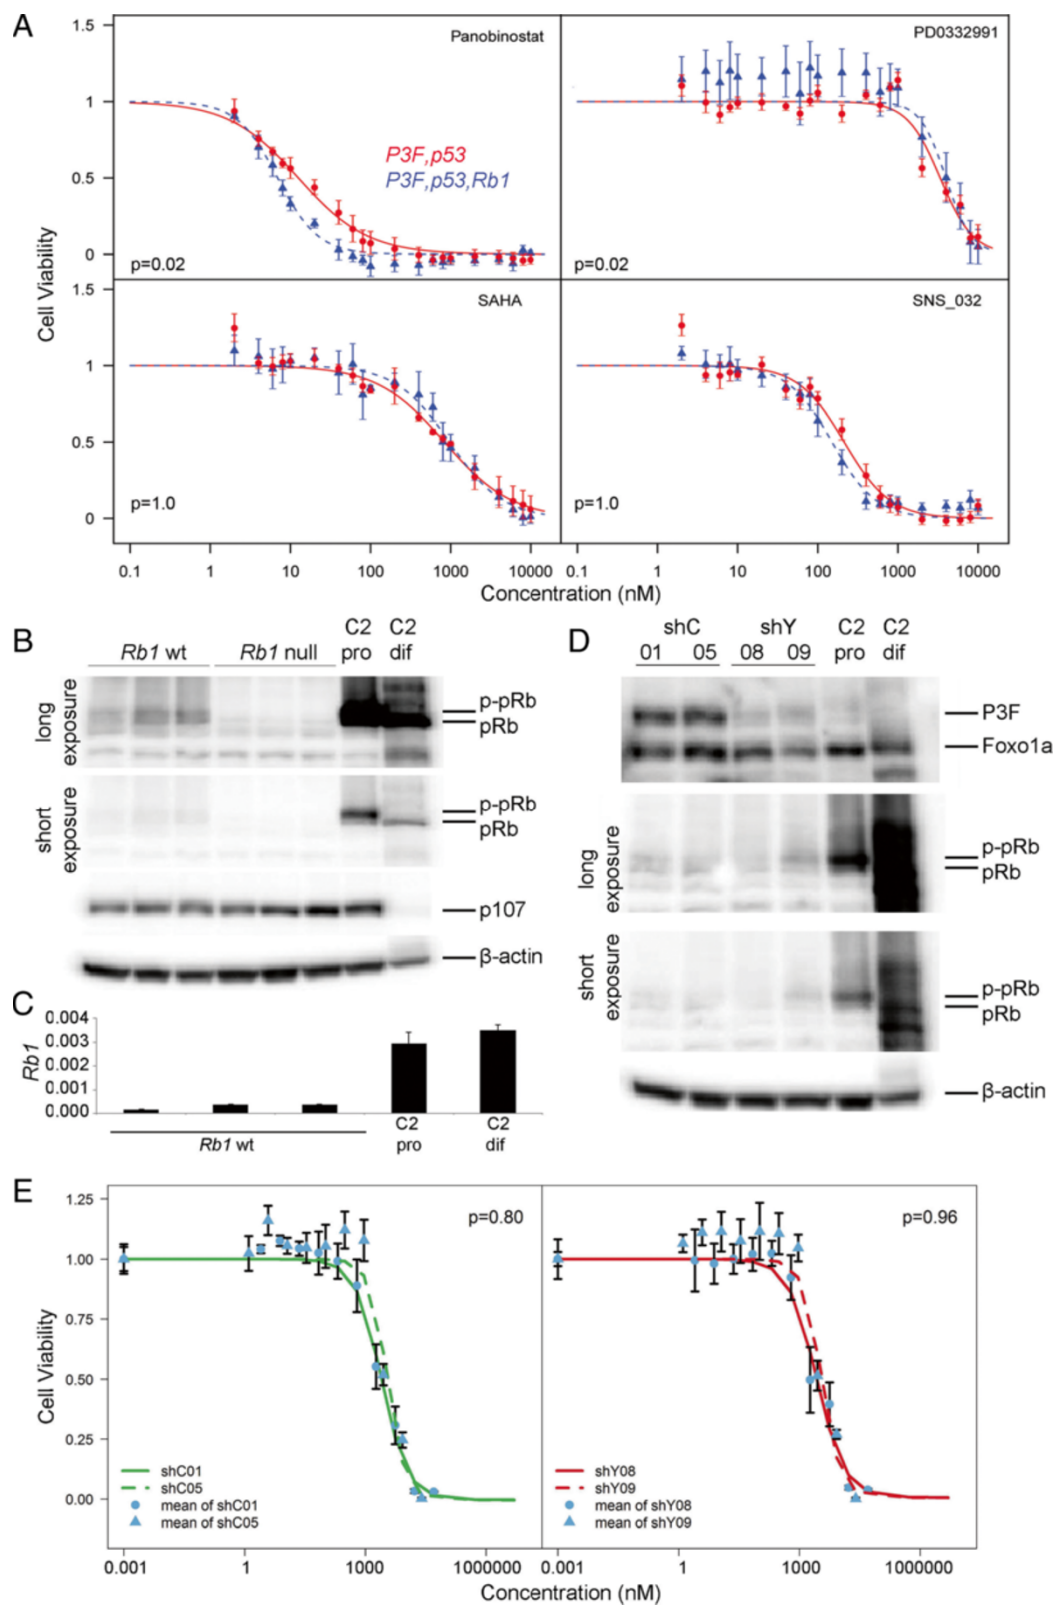 A
Panobinostat
PD0332991
P3F,p53
P3F,p53,Rb1
p=0.02
p=0.02
SAHA
SNS_032
p=1.0
p=1.0
Cell Viability
1.5
1
0.5
0
1.5
1
0.5
0
0.1 1 10 100 1000 10000 0.1 1 10 100 1000 10000
Concentration (nM)
B
Rb1 wt Rb1 null C2 pro C2 dif
long exposure
p-pRb
pRb
short exposure
p-pRb
pRb
p107
β-actin
C
Rb1
0.004
0.003
0.002
0.001
0.000
Rb1 wt
C2 pro
C2 dif
D
shC shY C2 C2
01 05 08 09 pro dif
P3F
Foxo1a
long exposure
p-pRb
pRb
short exposure
p-pRb
pRb
β-actin
E
Cell Viability
1.25
1.00
0.75
0.50
0.25
0.00
p=0.80
shC01
shC05
mean of shC01
mean of shC05
p=0.96
shY08
shY09
mean of shY08
mean of shY09
0.001 1 1000 1000000 0.001 1 1000 1000000
Concentration (nM)